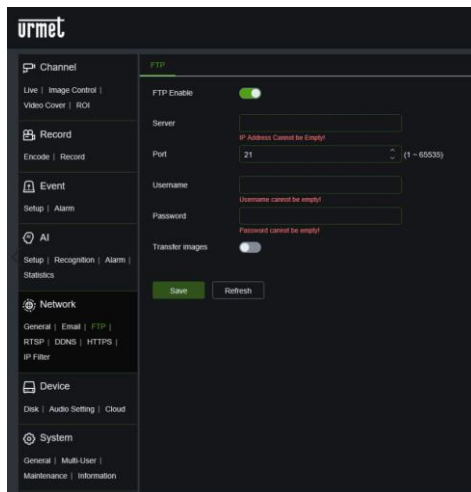 urmet
Channel
Live | Image Control |
Video Cover | ROI
Record
Encode | Record
Event
Setup | Alarm
AI
Setup | Recognition | Alarm |
Statistics
Network
General | Email | FTP |
RTSP | DDNS | HTTPS |
IP Filter
Device
Disk | Audio Setting | Cloud
System
General | Multi-User |
Maintenance | Information
FTP
FTP Enable
Server
IP Address Cannot be Empty!
Port 21 (1 ~ 65535)
Username
Username cannot be empty!
Password
Password cannot be empty!
Transfer images
Save Refresh